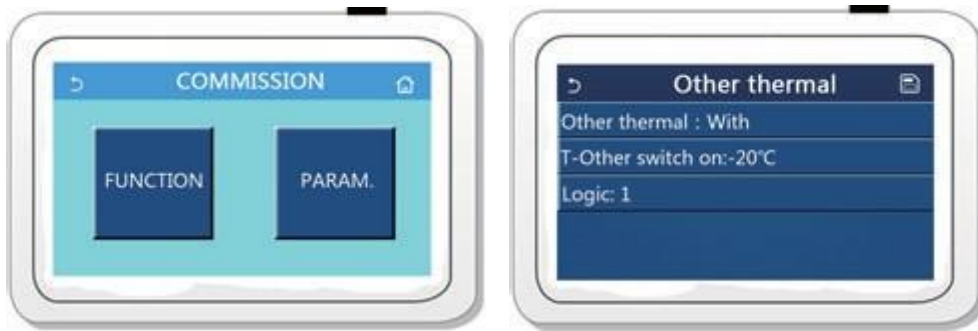 COMMISSION
FUNCTION
PARAM.
Other thermal
Other thermal : With
T-Other switch on:-20℃
Logic: 1